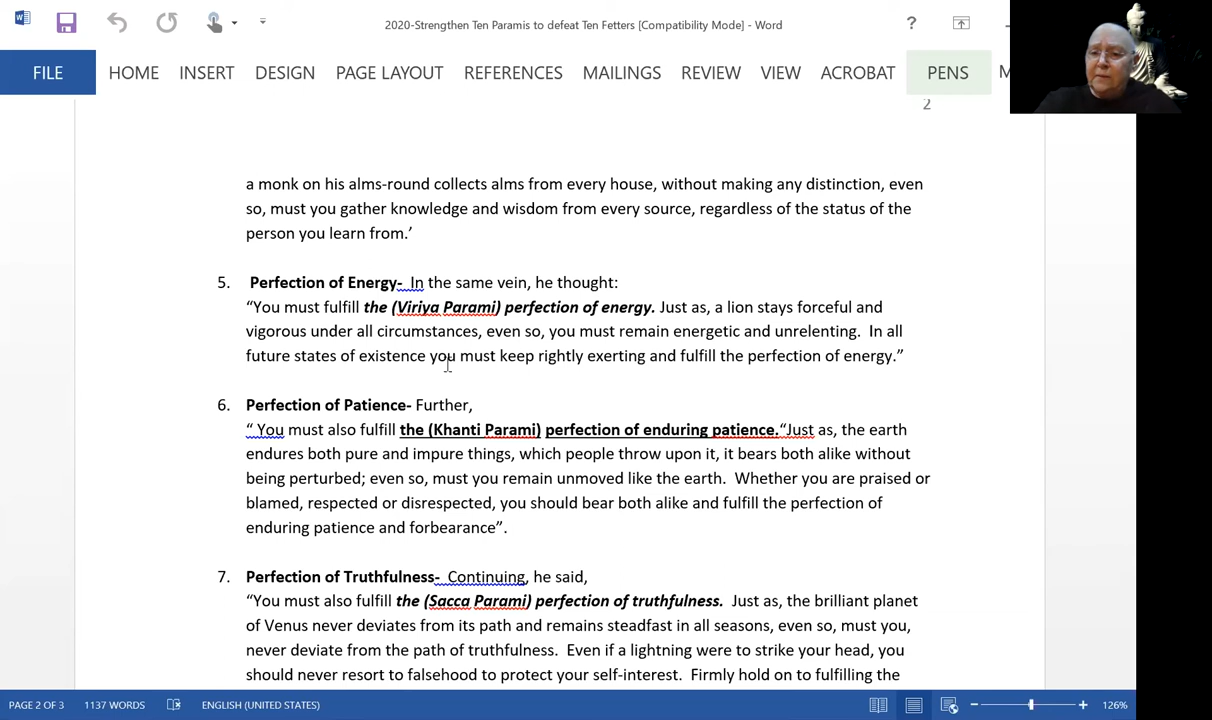 2020-Strengthen Ten Paramis to defeat Ten Fetters [Compatibility Mode] - Word
?
FILE HOME INSERT DESIGN PAGE LAYOUT REFERENCES MAILINGS REVIEW VIEW ACROBAT PENS M
2
a monk on his alms-round collects alms from every house, without making any distinction, even
so, must you gather knowledge and wisdom from every source, regardless of the status of the
person you learn from.’
5. Perfection of Energy- In the same vein, he thought:
“You must fulfill the (Viriya Parami) perfection of energy. Just as, a lion stays forceful and
vigorous under all circumstances, even so, you must remain energetic and unrelenting. In all
future states of existence you must keep rightly exerting and fulfill the perfection of energy.”
6. Perfection of Patience- Further,
“ You must also fulfill the (Khanti Parami) perfection of enduring patience.“Just as, the earth
endures both pure and impure things, which people throw upon it, it bears both alike without
being perturbed; even so, must you remain unmoved like the earth. Whether you are praised or
blamed, respected or disrespected, you should bear both alike and fulfill the perfection of
enduring patience and forbearance”.
7. Perfection of Truthfulness- Continuing, he said,
“You must also fulfill the (Sacca Parami) perfection of truthfulness. Just as, the brilliant planet
of Venus never deviates from its path and remains steadfast in all seasons, even so, must you,
never deviate from the path of truthfulness. Even if a lightning were to strike your head, you
should never resort to falsehood to protect your self-interest. Firmly hold on to fulfilling the
PAGE 2 OF 3 1137 WORDS ENGLISH (UNITED STATES) 126%